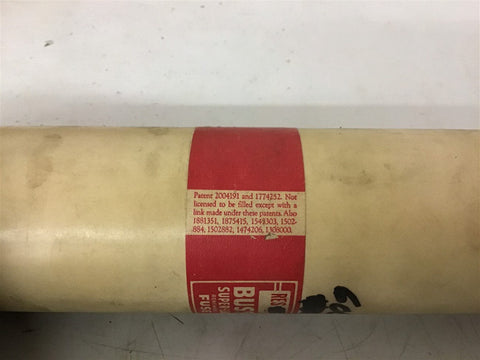 Patent 2004191 and 1774252. Not
licensed to be filled except with a
link made under these patents. Also
1881351, 1875415, 1549303, 1502-
884, 1502882, 1474206, 1308000.
BUS
SUPER
FUS